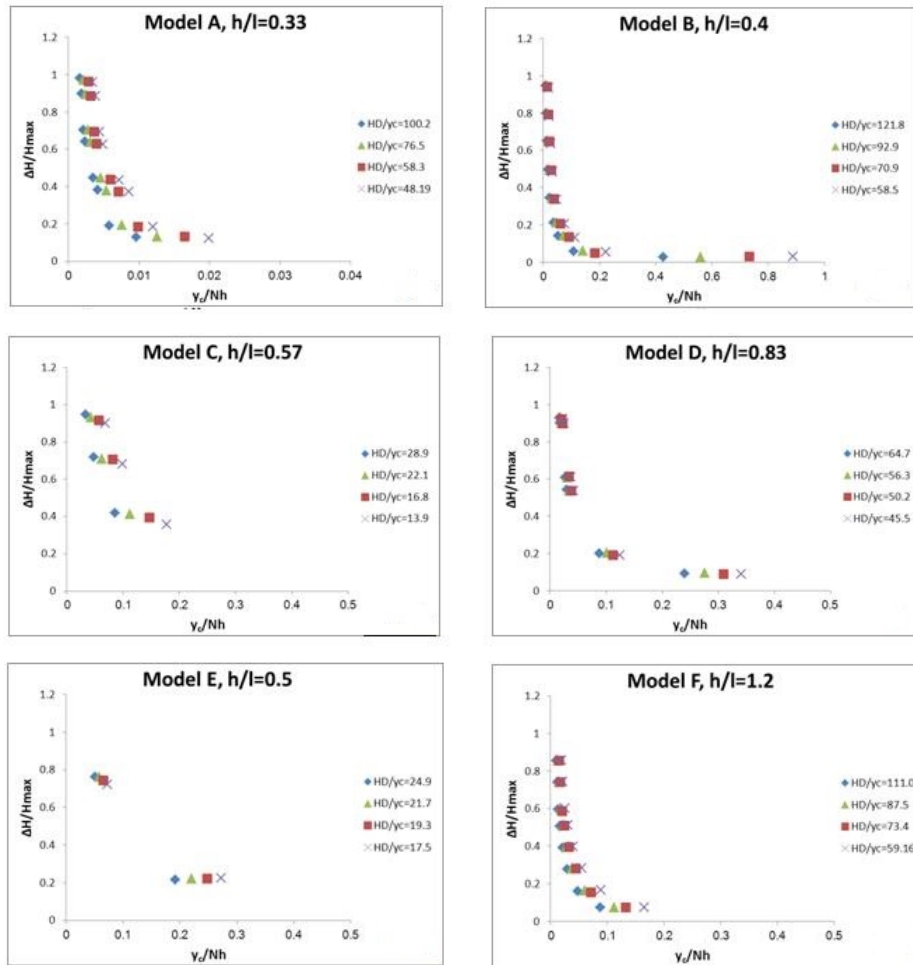 Model A, h/l=0.33
1.2
1
0.8
0.6
0.4
0.2
0
ΔH/Hmax
0
0.01
0.02
0.03
0.04
y_c/Nh
HD/yc=100.2
HD/yc=76.5
HD/yc=58.3
HD/yc=48.19
Model B, h/l=0.4
1.2
1
0.8
0.6
0.4
0.2
0
ΔH/Hmax
0
0.2
0.4
0.6
0.8
1
y_c/Nh
HD/yc=121.8
HD/yc=92.9
HD/yc=70.9
HD/yc=58.5
Model C, h/l=0.57
1.2
1
0.8
0.6
0.4
0.2
0
ΔH/Hmax
0
0.1
0.2
0.3
0.4
0.5
y_c/Nh
HD/yc=28.9
HD/yc=22.1
HD/yc=16.8
HD/yc=13.9
Model D, h/l=0.83
1.2
1
0.8
0.6
0.4
0.2
0
ΔH/Hmax
0
0.1
0.2
0.3
0.4
0.5
y_c/Nh
HD/yc=64.7
HD/yc=56.3
HD/yc=50.2
HD/yc=45.5
Model E, h/l=0.5
1.2
1
0.8
0.6
0.4
0.2
0
ΔH/Hmax
0
0.1
0.2
0.3
0.4
0.5
y_c/Nh
HD/yc=24.9
HD/yc=21.7
HD/yc=19.3
HD/yc=17.5
Model F, h/l=1.2
1.2
1
0.8
0.6
0.4
0.2
0
ΔH/Hmax
0
0.1
0.2
0.3
0.4
0.5
y_c/Nh
HD/yc=111.0
HD/yc=87.5
HD/yc=73.4
HD/yc=59.16